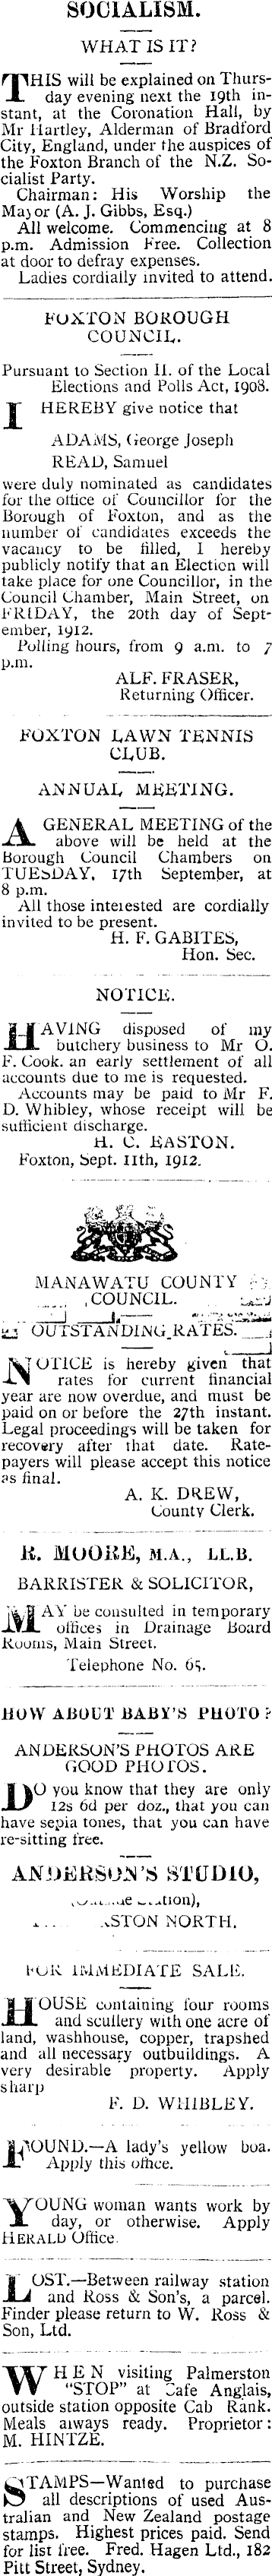 SOCIALISM.
WHAT IS IT?
THIS will be explained on Thurs-
day evening next the 19th in-
stant, at the Coronation Hall, by
Mr Hartley, Alderman of Bradford
City, England, under the auspices of
the Foxton Branch of the N.Z. So-
cialist Party.
Chairman: His Worship the
Mayor (A. J. Gibbs, Esq.)
All welcome. Commencing at 8
p.m. Admission Free. Collection
at door to defray expenses.
Ladies cordially invited to attend.
FOXTON BOROUGH
COUNCIL.
Pursuant to Section 11. of the Local
Elections and Polls Act, 1908.
I HEREBY give notice that
ADAMS, George Joseph
READ, Samuel
were duly nominated as candidates
for the office of Councillor for the
Borough of Foxton, and as the
number of candidates exceeds the
vacancy to be filled, I hereby
publicly notify that an Election will
take place for one Councillor, in the
Council Chamber, Main Street, on
FRIDAY, the 20th day of Sept-
ember, 1912.
Polling hours, from 9 a.m. to 7
p.m.
ALF. FRASER,
Returning Officer.
FOXTON LAWN TENNIS
CLUB.
ANNUAL MEETING.
A GENERAL MEETING of the
above will be held at the
Borough Council Chambers on
TUESDAY, 17th September, at
8 p.m.
All those interested are cordially
invited to be present.
H. F. GABITES,
Hon. Sec.
NOTICE.
HAVING disposed of my
butchery business to Mr O.
F. Cook. an early settlement of all
accounts due to me is requested.
Accounts may be paid to Mr F.
D. Whibley, whose receipt will be
sufficient discharge.
H. C. EASTON.
Foxton, Sept. 11th, 1912.
MANAWATU COUNTY
COUNCIL.
OUTSTANDING RATES.
NOTICE is hereby given that
rates for current financial
year are now overdue, and must be
paid on or before the 27th instant.
Legal proceedings will be taken for
recovery after that date. Rate-
payers will please accept this notice
as final.
A. K. DREW,
County Clerk.
R. MOORE, M.A., LL.B.
BARRISTER & SOLICITOR,
MAY be consulted in temporary
offices in Drainage Board
Rooms, Main Street.
Telephone No. 65.
HOW ABOUT BABY'S PHOTO?
ANDERSON'S PHOTOS ARE
GOOD PHOTOS.
DO you know that they are only
12s 6d per doz., that you can
have sepia tones, that you can have
re-sitting free.
ANDERSON'S STUDIO,
NORTH.
FOR IMMEDIATE SALE.
HOUSE containing four rooms
and scullery with one acre of
land, washhouse, copper, trapshed
and all necessary outbuildings. A
very desirable property. Apply
sharp
F. D. WHIBLEY.
FOUND.—A lady's yellow boa.
Apply this office.
YOUNG woman wants work by
day, or otherwise. Apply
HERALD Office.
LOST.—Between railway station
and Ross & Son's, a parcel.
Finder please return to W. Ross &
Son, Ltd.
WHEN visiting Palmerston
"STOP" at Cafe Anglais,
outside station opposite Cab Rank.
Meals always ready. Proprietor:
M. HINTZE.
STAMPS—Wanted to purchase
all descriptions of used Aus-
tralian and New Zealand postage
stamps. Highest prices paid. Send
for list free. Fred. Hagen Ltd., 182
Pitt Street, Sydney.